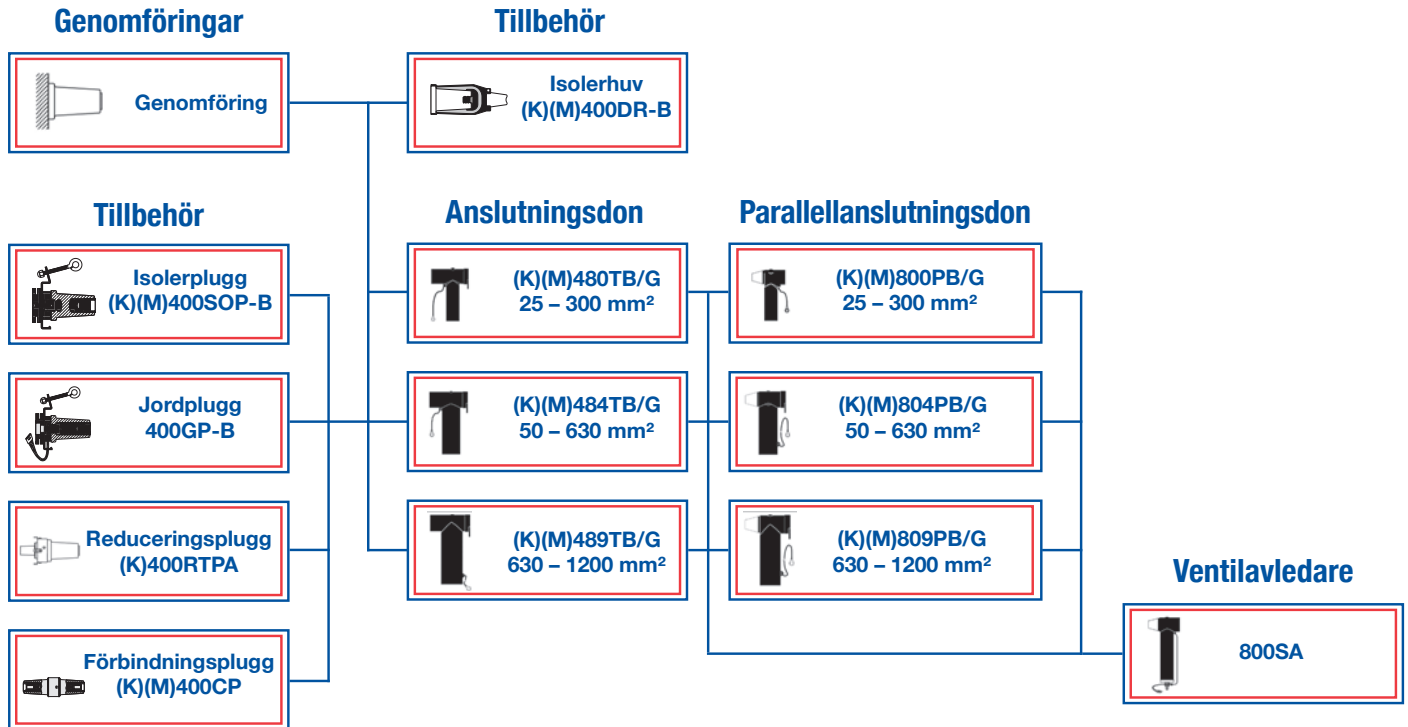 Genomföringar
Tillbehör
Genomföring
Isolerhuv
(K)(M)400DR-B
Tillbehör
Anslutningsdon
Parallellanslutningsdon
Isolerplugg
(K)(M)400SOP-B
(K)(M)480TB/G
25 – 300 mm²
(K)(M)800PB/G
25 – 300 mm²
Jordplugg
400GP-B
(K)(M)484TB/G
50 – 630 mm²
(K)(M)804PB/G
50 – 630 mm²
Reduceringsplugg
(K)400RTPA
(K)(M)489TB/G
630 – 1200 mm²
(K)(M)809PB/G
630 – 1200 mm²
Ventilavledare
Förbindningsplugg
(K)(M)400CP
800SA